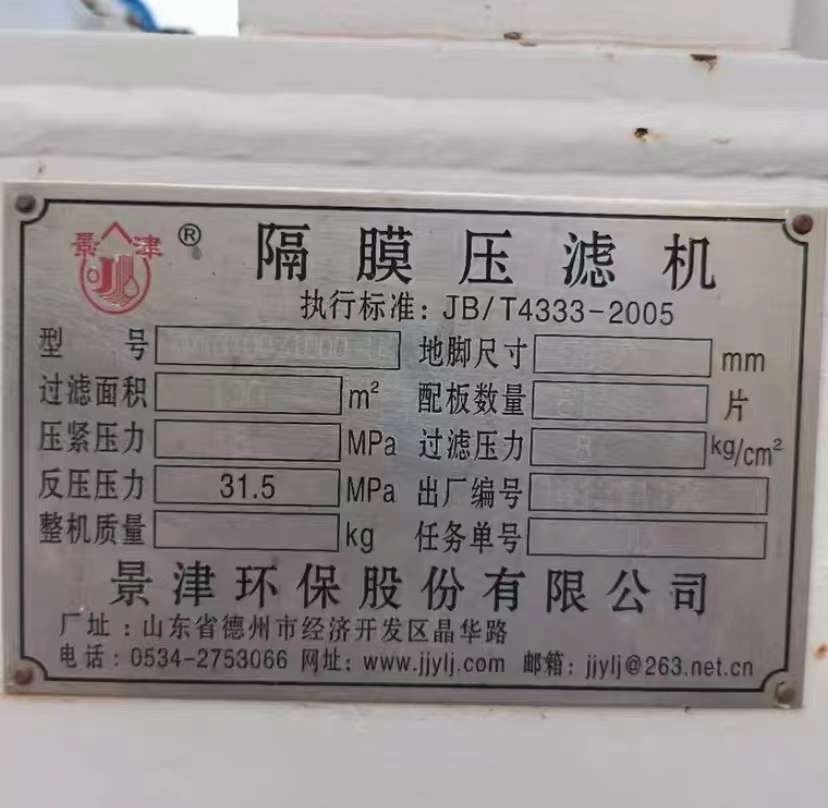 景津 ® 隔膜压滤机
执行标准：JB/T4333-2005
型号 地脚尺寸 mm
过滤面积 m² 配板数量 片
压紧压力 MPa 过滤压力 8 kg/cm²
反压压力 31.5 MPa 出厂编号
整机质量 kg 任务单号
景津环保股份有限公司
厂址：山东省德州市经济开发区晶华路
电话：0534-2753066 网址：www.jjylj.com 邮箱：jjylj@263.net.cn